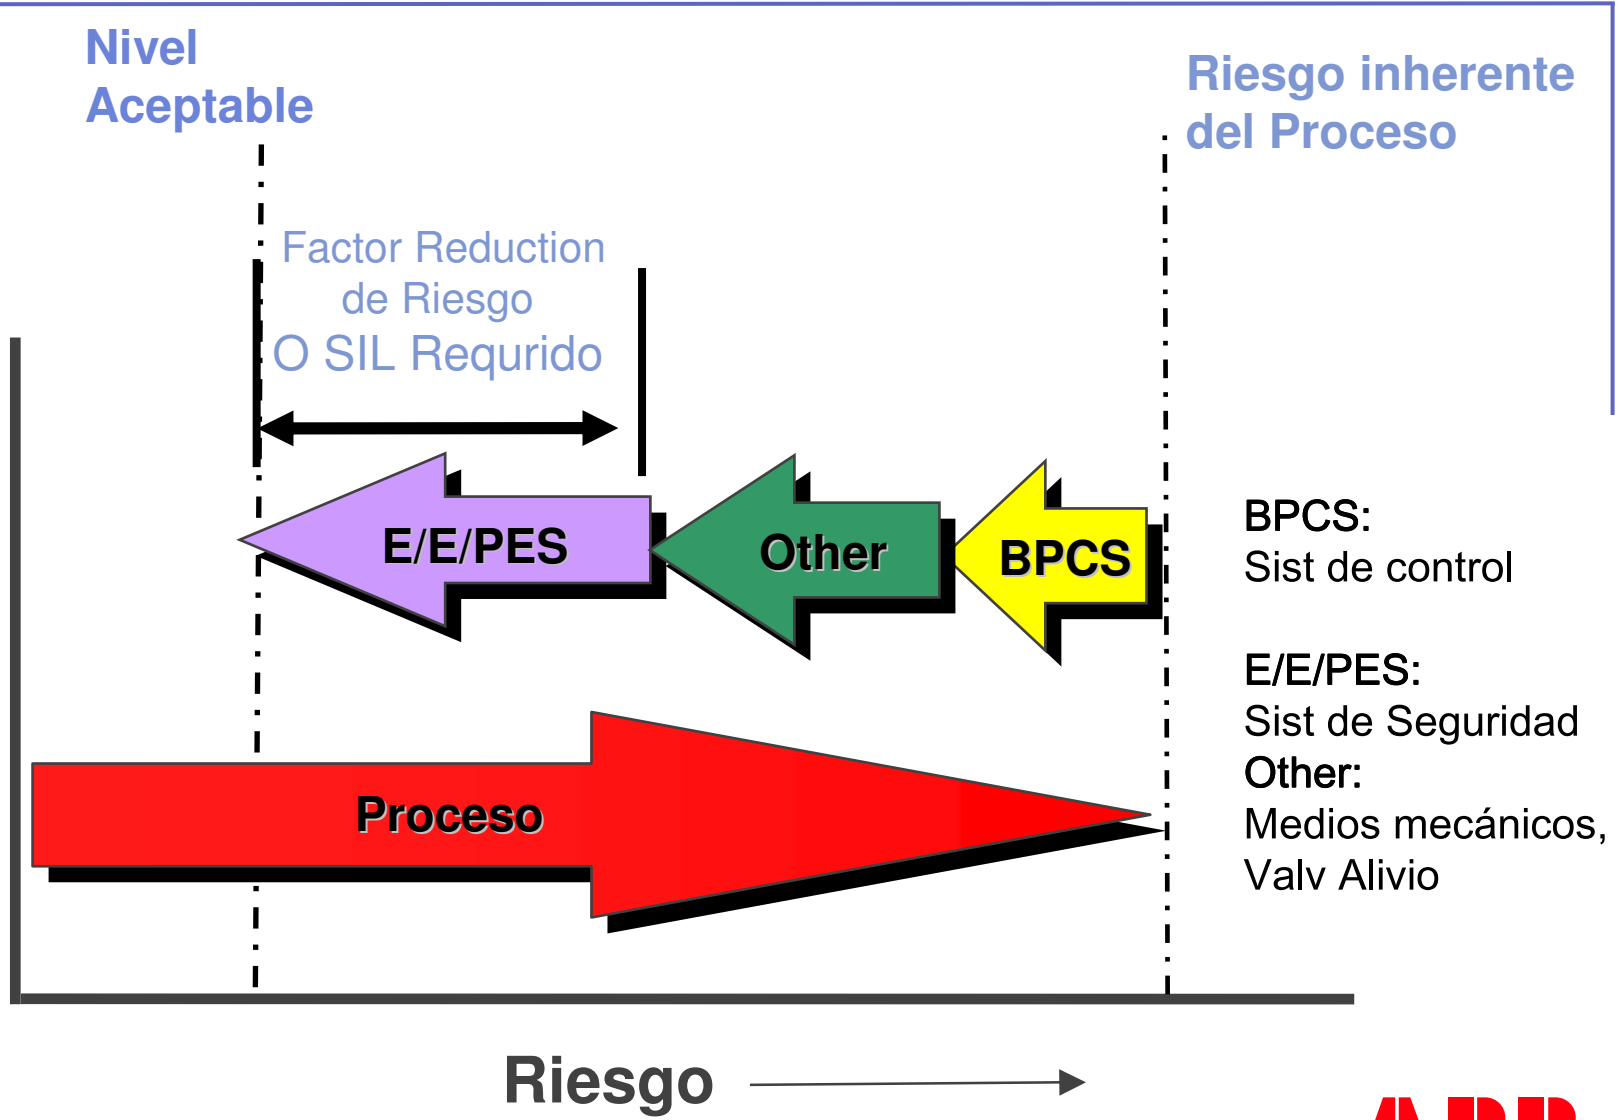 Nivel
Aceptable
Riesgo inherente
del Proceso
Factor Reduction
de Riesgo
O SIL Requrido
E/E/PES
Other
BPCS
BPCS:
Sist de control
E/E/PES:
Sist de Seguridad
Other:
Medios mecánicos,
Valv Alivio
Proceso
Riesgo